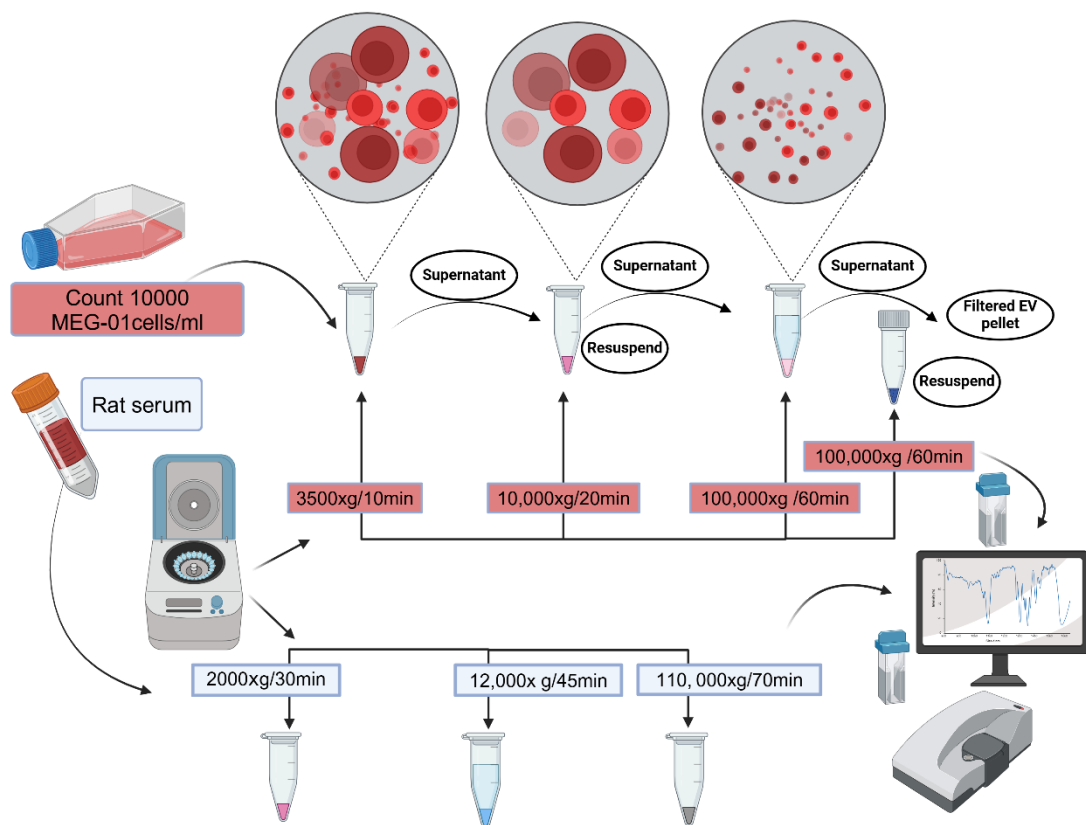 Supernatant
Supernatant
Supernatant
Count 10000
MEG-01cells/ml
Filtered EV
pellet
Resuspend
Resuspend
Rat serum
100,000xg /60min
3500xg/10min
10,000xg/20min
100,000xg /60min
2000xg/30min
12,000x g/45min
110, 000xg/70min